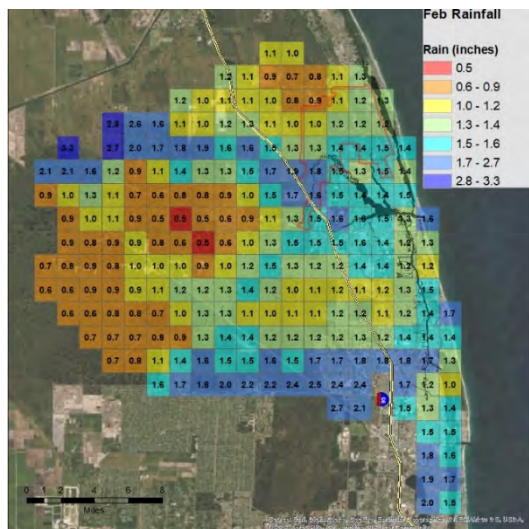 Feb Rainfall
Rain (inches)
0.5
0.6 - 0.9
1.0 - 1.2
1.3 - 1.4
1.5 - 1.6
1.7 - 2.7
2.8 - 3.3
1.1 1.0
1.2 1.1 0.9 0.7 0.8 1.1 1.3
1.2 1.0 1.1 1.1 1.0 0.8 0.9 1.1 1.2 1.3
2.6 1.6 1.1 1.0 1.2 1.1 1.0 1.0 1.0 1.1 1.2 1.2 1.3
2.7 2.0 1.7 1.8 1.9 1.6 1.6 1.5 1.3 1.3 1.4 1.4 1.5 1.4
2.1 2.1 1.6 1.2 0.9 1.1 1.4 1.3 1.3 1.5 1.7 1.9 1.8 1.5 1.3 1.5 1.4
0.9 1.0 1.3 1.1 0.7 0.6 0.8 0.8 0.9 1.0 1.5 1.7 1.6 1.5 1.4 1.4 1.5
0.9 1.0 1.1 0.9 0.5 0.5 0.5 0.6 0.9 1.1 1.3 1.5 1.6 1.6 1.5 1.3 1.6
0.9 0.8 0.9 0.9 0.8 0.6 0.5 0.6 1.0 1.3 1.5 1.5 1.5 1.6 1.4 1.2 1.3
0.7 0.8 0.9 0.8 1.1 1.0 1.0 0.9 1.0 1.2 1.5 1.3 1.2 1.2 1.4 1.4 1.2 1.2
0.6 0.6 0.9 0.9 0.9 1.1 1.2 1.2 1.3 1.4 1.2 1.0 1.0 1.1 1.1 1.2 1.2 1.3
0.6 0.6 0.8 0.8 0.7 1.0 1.3 1.3 1.1 1.0 1.1 1.2 1.1 1.2 1.3 1.2 1.4 1.4 1.7
0.7 0.7 0.7 0.8 0.9 1.3 1.4 1.2 1.1 1.2 1.2 1.2 1.3 1.2 1.4 1.4 1.4
0.7 0.8 1.1 1.4 1.6 1.5 1.5 1.6 1.5 1.7 1.7 1.8 1.8 1.8 1.7 1.3
1.6 1.7 1.8 2.0 2.2 2.2 2.4 2.5 2.4 2.4 1.7 1.2 1.0
2.7 2.1 1.5 1.3 1.4
1.5 1.5
1.8 1.6
1.9 1.7
2.0 1.5
0 2 4 6 8
Miles